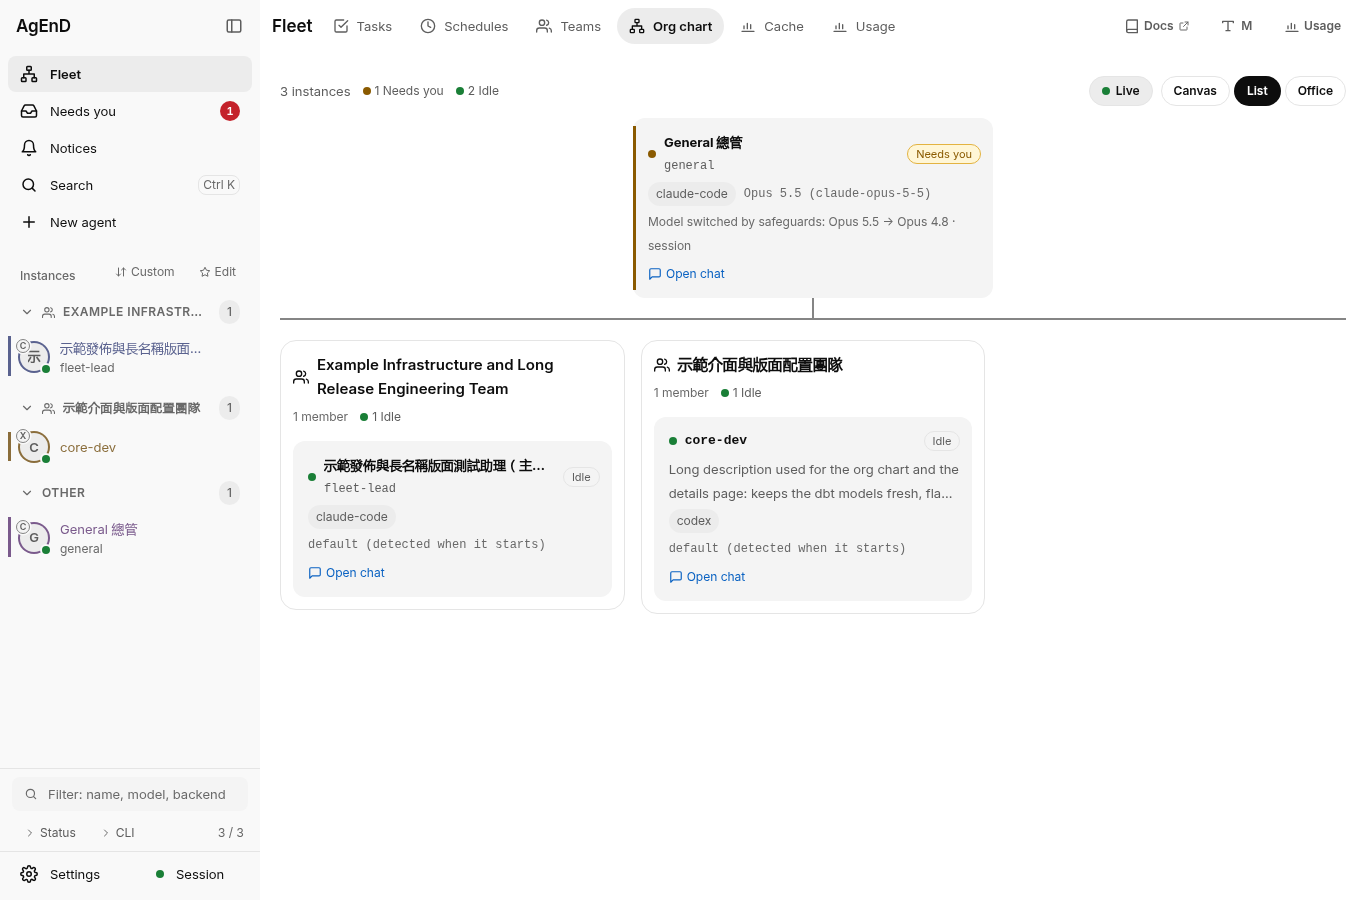 AgEnD
Fleet
Needs you
1
Notices
Search
Ctrl K
New agent
Instances
Custom
Edit
EXAMPLE INFRASTR...
1
C
示
示範發佈與長名稱版面...
fleet-lead
示範介面與版面配置團隊
1
X
C
core-dev
OTHER
1
C
G
General 總管
general
Filter: name, model, backend
Status
CLI
3 / 3
Settings
Session
Fleet
Tasks
Schedules
Teams
Org chart
Cache
Usage
Docs
M
Usage
3 instances
1 Needs you
2 Idle
Live
Canvas
List
Office
General 總管
general
Needs you
claude-code
Opus 5.5 (claude-opus-5-5)
Model switched by safeguards: Opus 5.5 → Opus 4.8 ·
session
Open chat
Example Infrastructure and Long
Release Engineering Team
1 member
1 Idle
示範發佈與長名稱版面測試助理（主...
fleet-lead
Idle
claude-code
default (detected when it starts)
Open chat
示範介面與版面配置團隊
1 member
1 Idle
core-dev
Idle
Long description used for the org chart and the
details page: keeps the dbt models fresh, fla...
codex
default (detected when it starts)
Open chat